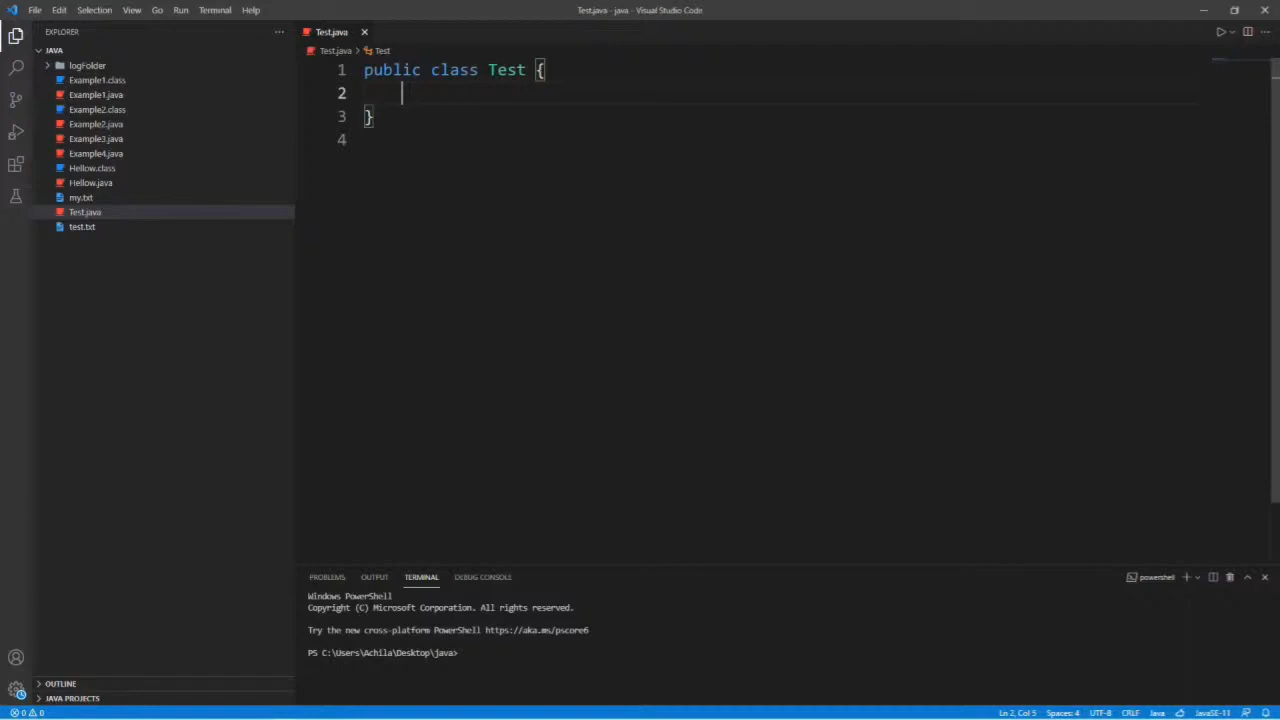 File Edit Selection View Go Run Terminal Help
Test.java - java - Visual Studio Code
EXPLORER
JAVA
logFolder
Example1.class
Example1.java
Example2.class
Example2.java
Example3.java
Example4.java
Hellow.class
Hellow.java
my.txt
Test.java
test.txt
OUTLINE
JAVA PROJECTS
Test.java
Test.java > Test
1 public class Test {
2
3 }
4
PROBLEMS OUTPUT TERMINAL DEBUG CONSOLE
powershell
Windows PowerShell
Copyright (C) Microsoft Corporation. All rights reserved.
Try the new cross-platform PowerShell https://aka.ms/pscore6
PS C:\Users\Achila\Desktop\java>
0 0
Ln 2, Col 5 Spaces: 4 UTF-8 CRLF Java JavaSE-11